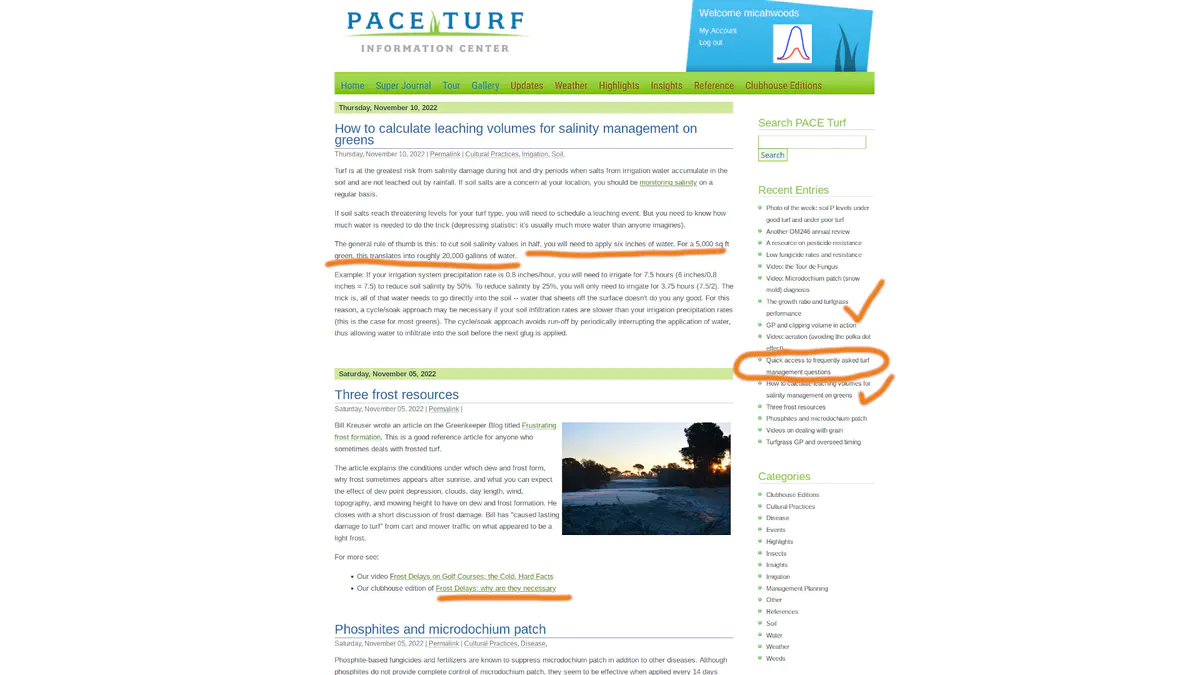 PACE TURF
INFORMATION CENTER
Welcome micahwoods
My Account
Log out
Home Super Journal Tour Gallery Updates Weather Highlights Insights Reference Clubhouse Editions
Thursday, November 10, 2022
How to calculate leaching volumes for salinity management on
greens
Thursday, November 10, 2022 | Permalink | Cultural Practices, Irrigation, Soil,
Turf is at the greatest risk from salinity damage during hot and dry periods when salts from irrigation water accumulate in the
soil and are not leached out by rainfall. If soil salts are a concern at your location, you should be monitoring salinity on a
regular basis.
If soil salts reach threatening levels for your turf type, you will need to schedule a leaching event. But you need to know how
much water is needed to do the trick (depressing statistic: it's usually much more water than anyone imagines).
The general rule of thumb is this: to cut soil salinity values in half, you will need to apply six inches of water. For a 5,000 sq ft
green, this translates into roughly 20,000 gallons of water.
Example: If your irrigation system precipitation rate is 0.8 inches/hour, you will need to irrigate for 7.5 hours (6 inches/0.8
inches = 7.5) to reduce soil salinity by 50%. To reduce salinity by 25%, you will only need to irrigate for 3.75 hours (7.5/2). The
trick is, all of that water needs to go directly into the soil -- water that sheets off the surface doesn't do you any good. For this
reason, a cycle/soak approach may be necessary if your soil infiltration rates are slower than your irrigation precipitation rates
(this is the case for most greens). The cycle/soak approach avoids run-off by periodically interrupting the application of water,
thus allowing water to infiltrate into the soil before the next glug is applied.
Saturday, November 05, 2022
Three frost resources
Saturday, November 05, 2022 | Permalink |
Bill Kreuser wrote an article on the Greenkeeper Blog titled Frustrating
frost formation. This is a good reference article for anyone who
sometimes deals with frosted turf.
The article explains the conditions under which dew and frost form,
why frost sometimes appears after sunrise, and what you can expect
the effect of dew point depression, clouds, day length, wind,
topography, and mowing height to have on dew and frost formation. He
closes with a short discussion of frost damage. Bill has "caused lasting
damage to turf" from cart and mower traffic on what appeared to be a
light frost.
For more see:
• Our video Frost Delays on Golf Courses: the Cold, Hard Facts
• Our clubhouse edition of Frost Delays: why are they necessary
Phosphites and microdochium patch
Saturday, November 05, 2022 | Permalink | Cultural Practices, Disease,
Phosphite-based fungicides and fertilizers are known to suppress microdochium patch in additon to other diseases. Although
phosphites do not provide complete control of microdochium patch, they seem to be effective when applied every 14 days
Search PACE Turf
Search
Recent Entries
Photo of the week: soil P levels under
good turf and under poor turf
Another OM246 annual review
A resource on pesticide resistance
Low fungicide rates and resistance
Video: the Tour de Fungus
Video: Microdochium patch (snow
mold) diagnosis
The growth ratio and turfgrass
performance
GP and clipping volume in action
Video: aeration (avoiding the polka dot
effect)
Quick access to frequently asked turf
management questions
How to calculate leaching volumes for
salinity management on greens
Three frost resources
Phosphites and microdochium patch
Videos on dealing with grain
Turfgrass GP and overseed timing
Categories
Clubhouse Editions
Cultural Practices
Disease
Events
Highlights
Insects
Insights
Irrigation
Management Planning
Other
References
Soil
Water
Weather
Weeds